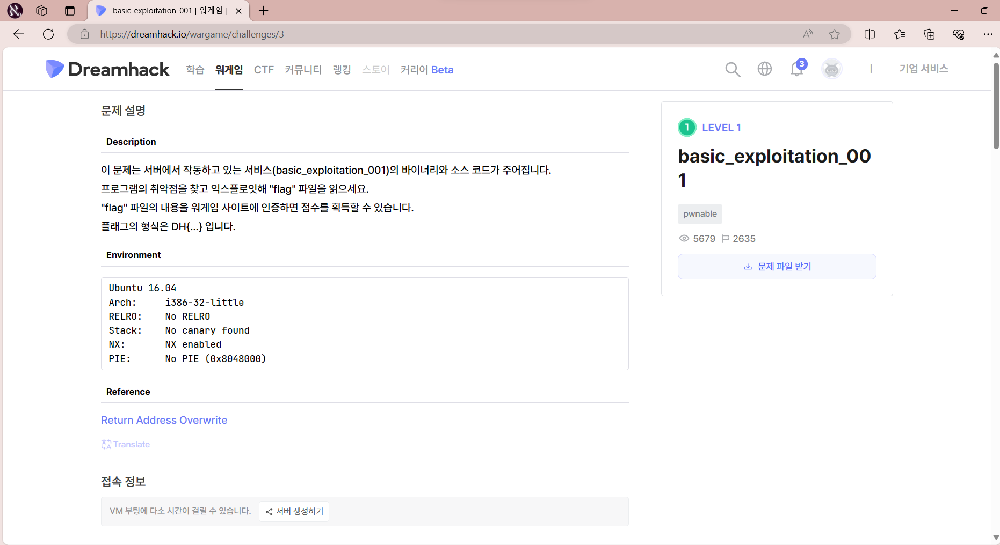 basic_exploitation_001 | 워게임 |
https://dreamhack.io/wargame/challenges/3
Dreamhack 학습 워게임 CTF 커뮤니티 랭킹 스토어 커리어 Beta 3 | 기업 서비스
문제 설명
Description
이 문제는 서버에서 작동하고 있는 서비스(basic_exploitation_001)의 바이너리와 소스 코드가 주어집니다.
프로그램의 취약점을 찾고 익스플로잇해 "flag" 파일을 읽으세요.
"flag" 파일의 내용을 워게임 사이트에 인증하면 점수를 획득할 수 있습니다.
플래그의 형식은 DH{...} 입니다.
Environment
Ubuntu 16.04
Arch: i386-32-little
RELRO: No RELRO
Stack: No canary found
NX: NX enabled
PIE: No PIE (0x8048000)
Reference
Return Address Overwrite
Translate
접속 정보
VM 부팅에 다소 시간이 걸릴 수 있습니다. 서버 생성하기
1 LEVEL 1
basic_exploitation_00
1
pwnable
5679 2635
문제 파일 받기